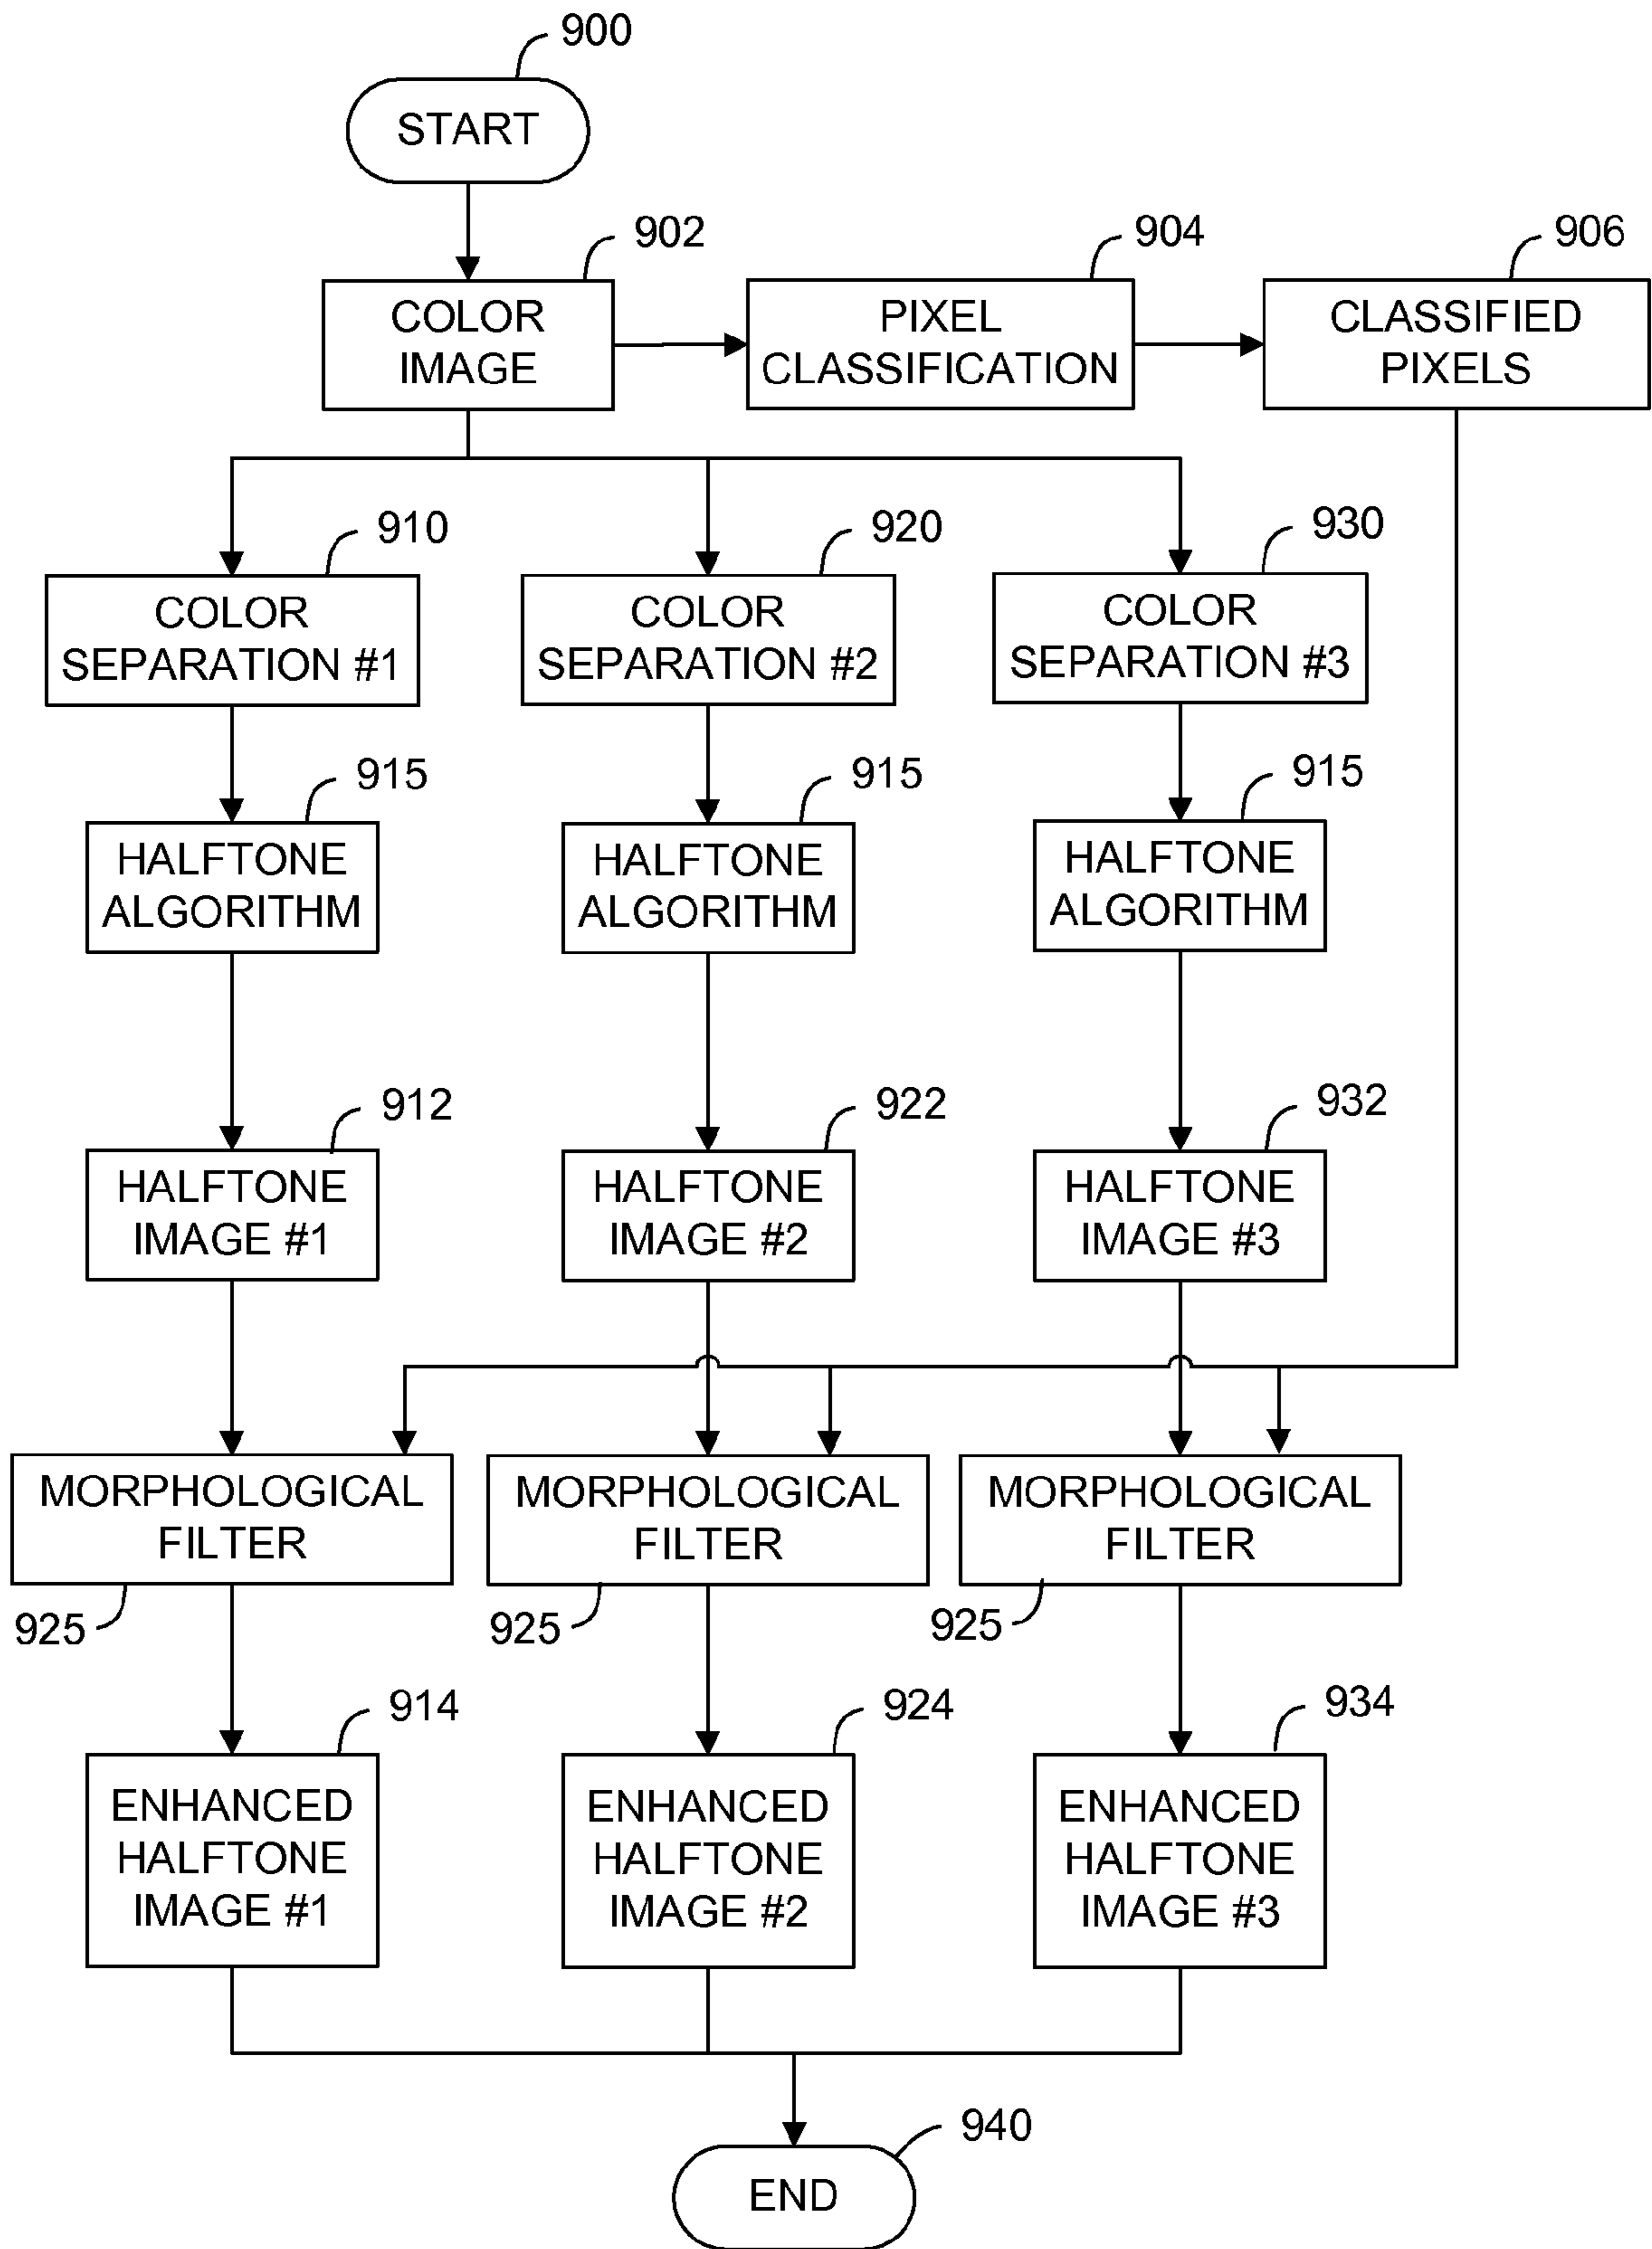 900
START
902
904
906
COLOR
IMAGE
PIXEL
CLASSIFICATION
CLASSIFIED
PIXELS
910
920
930
COLOR
SEPARATION #1
COLOR
SEPARATION #2
COLOR
SEPARATION #3
915
915
915
HALFTONE
ALGORITHM
HALFTONE
ALGORITHM
HALFTONE
ALGORITHM
912
922
932
HALFTONE
IMAGE #1
HALFTONE
IMAGE #2
HALFTONE
IMAGE #3
MORPHOLOGICAL
FILTER
MORPHOLOGICAL
FILTER
MORPHOLOGICAL
FILTER
925
925
925
914
924
934
ENHANCED
HALFTONE
IMAGE #1
ENHANCED
HALFTONE
IMAGE #2
ENHANCED
HALFTONE
IMAGE #3
940
END